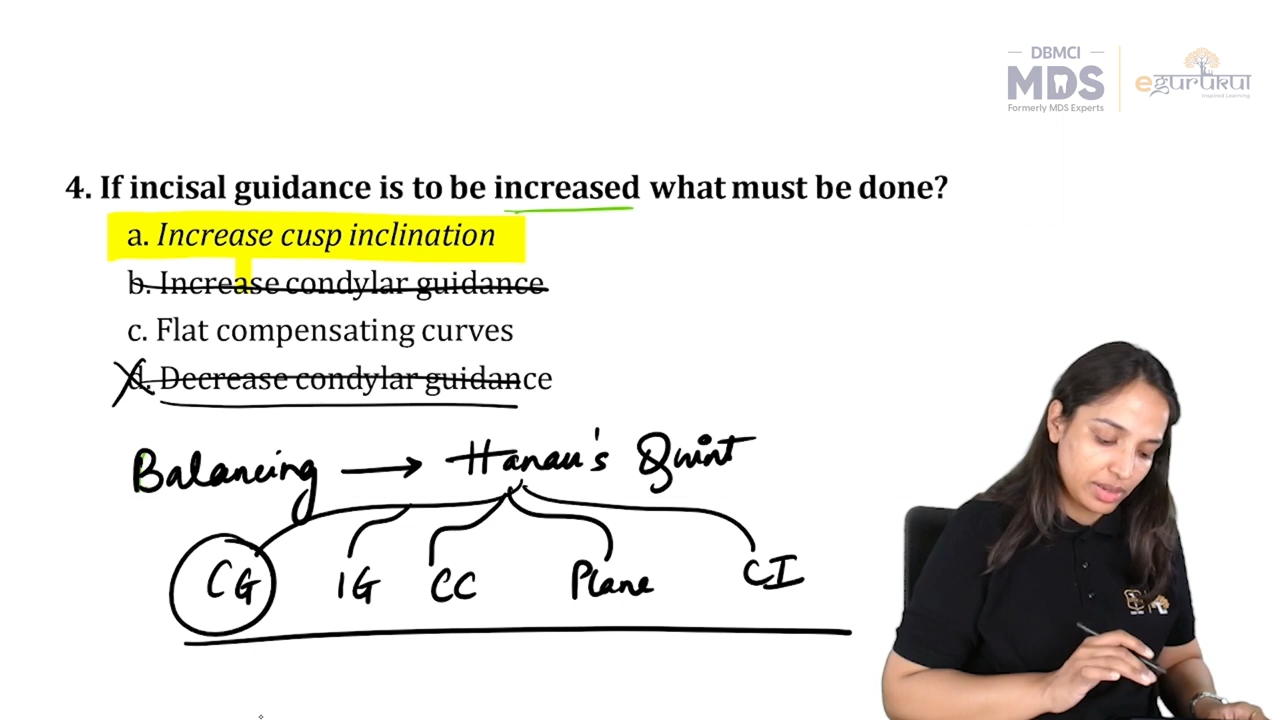 DBMCI
MDS
Formerly MDS Experts
egurukul
Inspired Learning
4. If incisal guidance is to be increased what must be done?
a. Increase cusp inclination
b. Increase condylar guidance
c. Flat compensating curves
d. Decrease condylar guidance
Balancing → Hanau's Quint
CG IG CC Plane CI